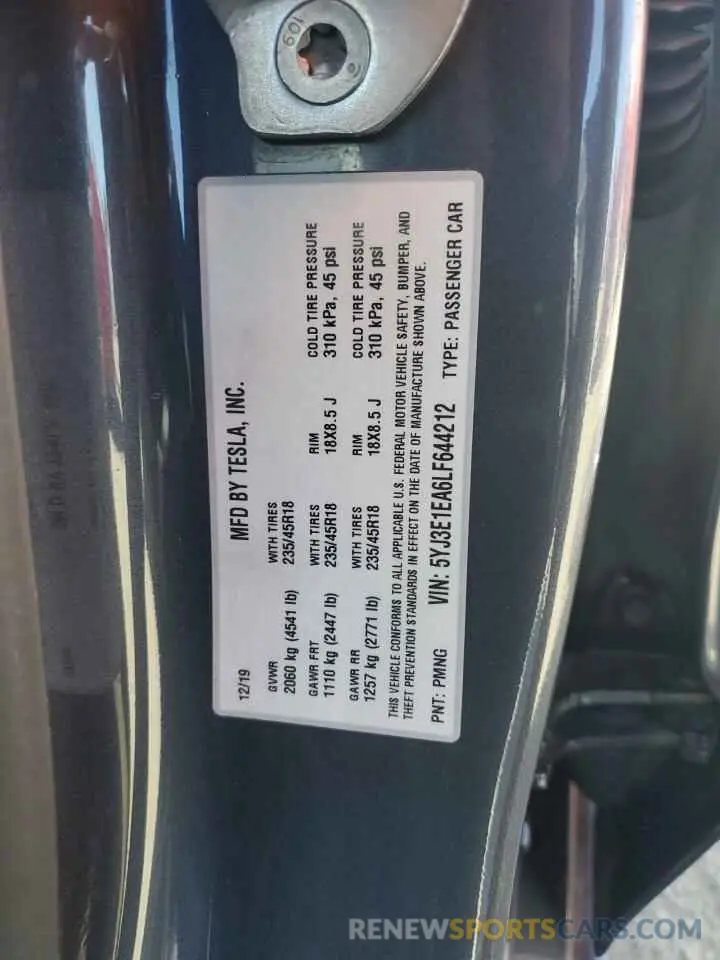 109
12/19 MFD BY TESLA, INC.
GVWR WITH TIRES
2060 kg (4541 lb) 235/45R18
GAWR FRT WITH TIRES RIM COLD TIRE PRESSURE
1110 kg (2447 lb) 235/45R18 18X8.5 J 310 kPa, 45 psi
GAWR RR WITH TIRES RIM COLD TIRE PRESSURE
1257 kg (2771 lb) 235/45R18 18X8.5 J 310 kPa, 45 psi
THIS VEHICLE CONFORMS TO ALL APPLICABLE U.S. FEDERAL MOTOR VEHICLE SAFETY, BUMPER, AND
THEFT PREVENTION STANDARDS IN EFFECT ON THE DATE OF MANUFACTURE SHOWN ABOVE.
PNT: PMNG VIN: 5YJ3E1EA6LF644212 TYPE: PASSENGER CAR
RENEWSPORTSCARS.COM